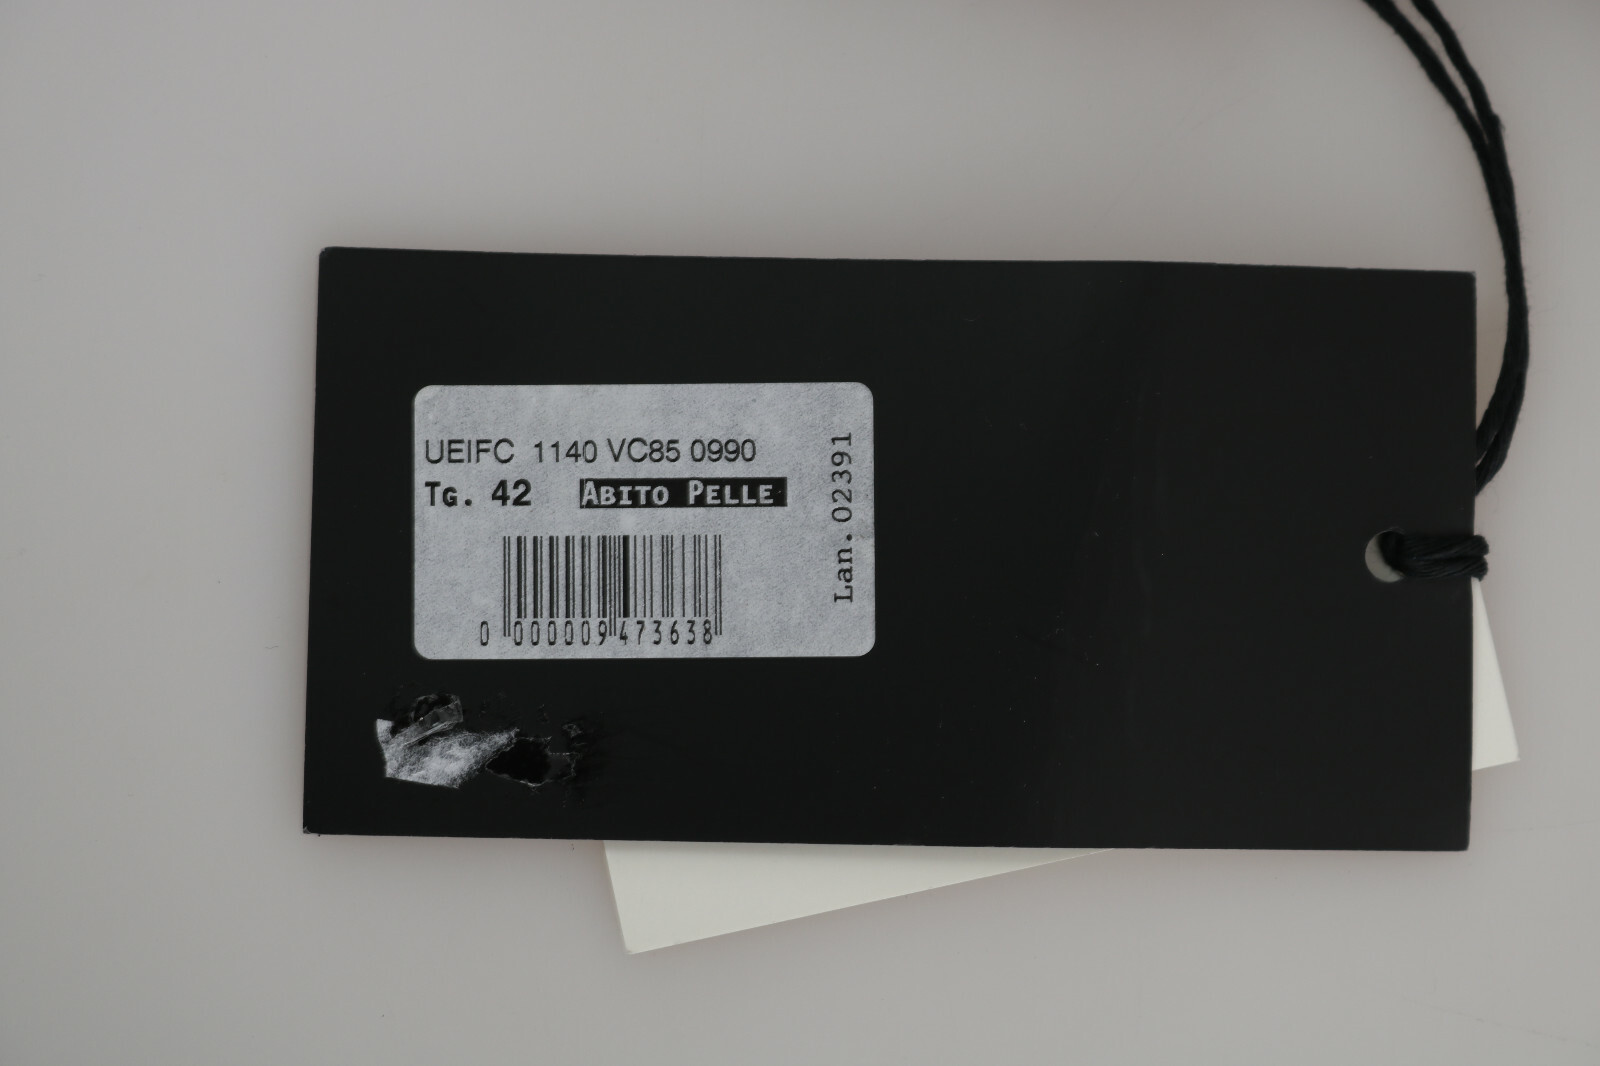 UEIFC 1140 VC85 0990
Tg. 42 ABITO PELLE
0 000009 473638
Lan. 02391